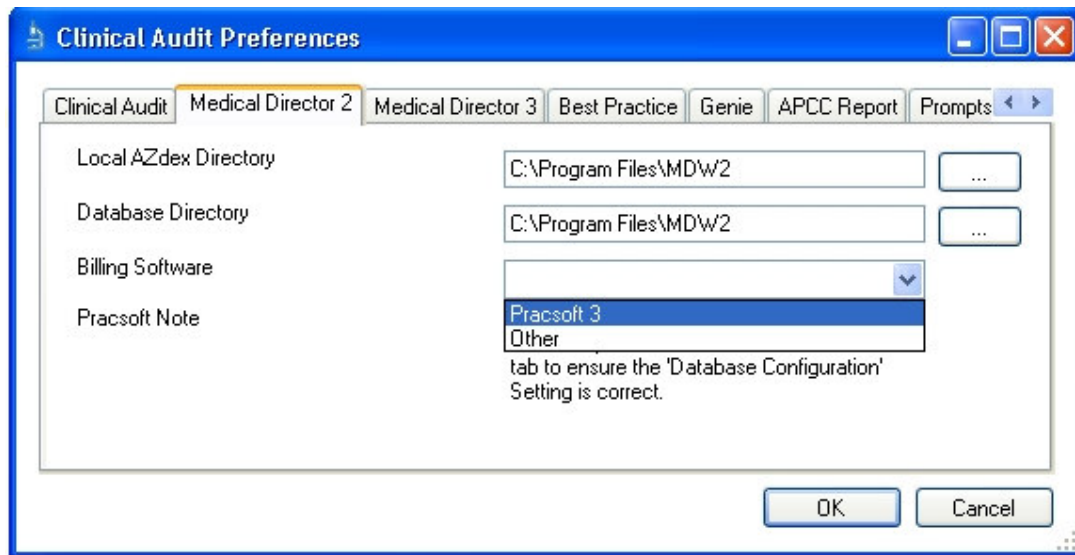 Clinical Audit Preferences
Clinical Audit Medical Director 2 Medical Director 3 Best Practice Genie APCC Report Prompts
Local AZdex Directory C:\Program Files\MDW2 ...
Database Directory C:\Program Files\MDW2 ...
Billing Software
Pracsoft Note Pracsoft 3
Other
tab to ensure the 'Database Configuration'
Setting is correct.
OK Cancel